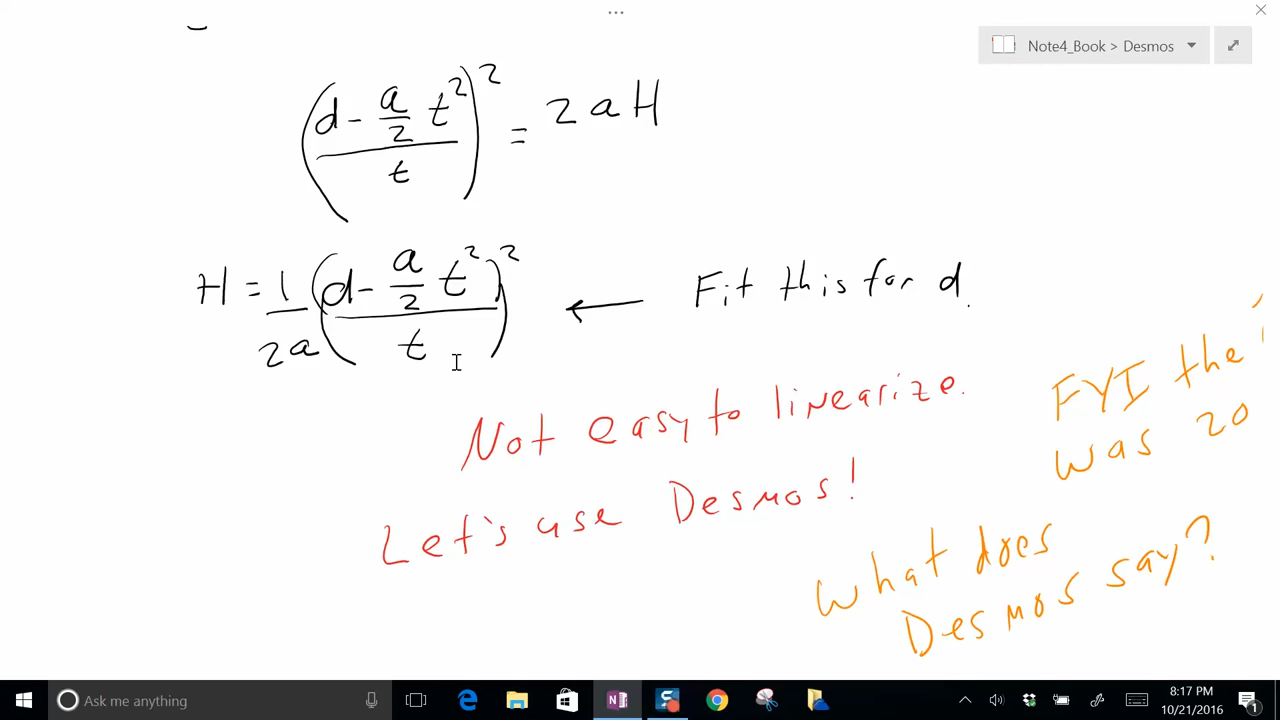 Note4_Book > Desmos
(d - a/2 t²/t)² = 2aH
H = 1/2a (d - a/2 t²/t)² ← Fit this for d.
Not easy to linearize.
Let's use Desmos!
FYI the
was 20
What does
Desmos say?
Ask me anything
8:17 PM
10/21/2016
1